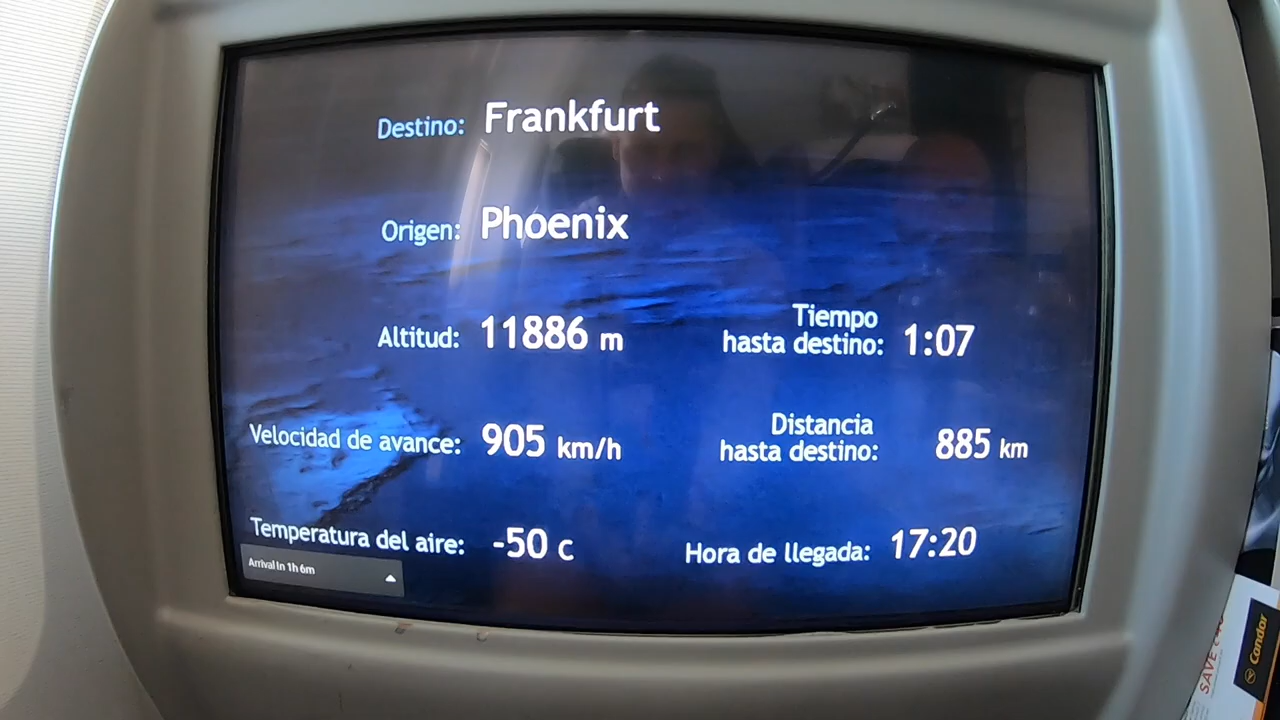 Destino: Frankfurt
Origen: Phoenix
Altitud: 11886 m
Tiempo
hasta destino: 1:07
Velocidad de avance: 905 km/h
Distancia
hasta destino: 885 km
Temperatura del aire: -50 c
Hora de llegada: 17:20
Arrival In 1h 6m
Condor
SAVE